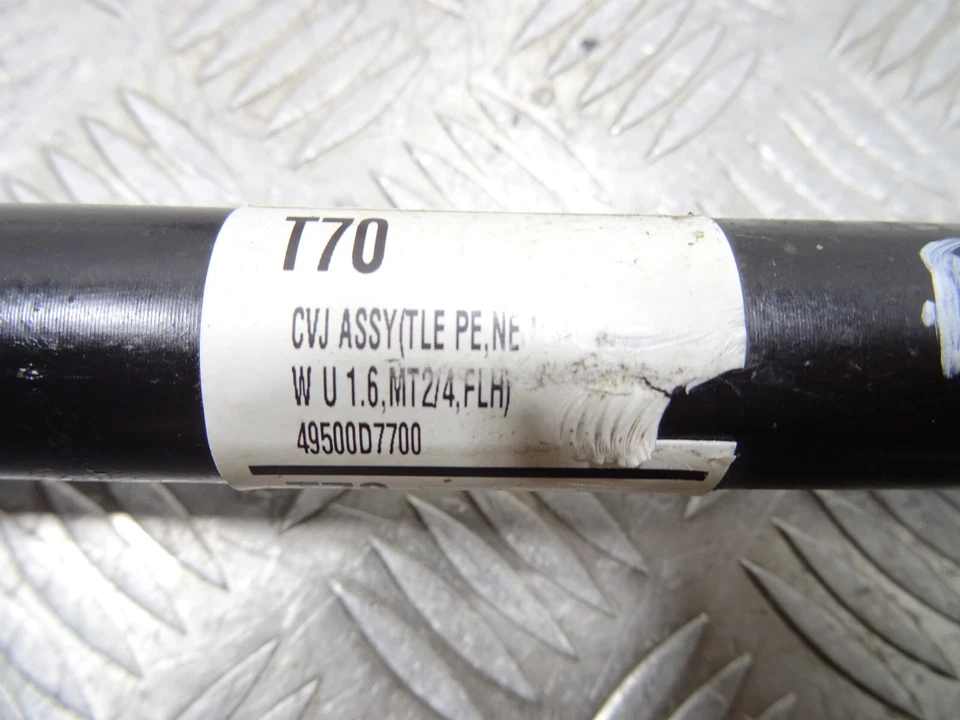 T70
CVJ ASSY(TLE PE,NE
W U 1.6,MT2/4,FLH)
49500D7700